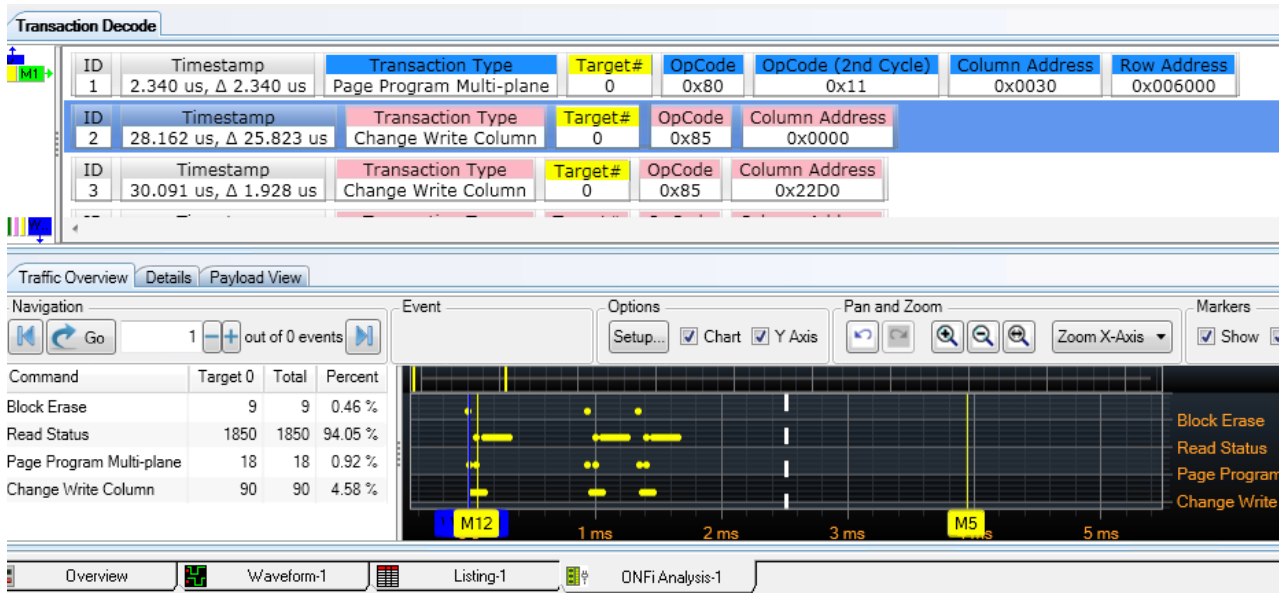 Transaction Decode
M1
ID Timestamp Transaction Type Target# OpCode OpCode (2nd Cycle) Column Address Row Address
1 2.340 us, Δ 2.340 us Page Program Multi-plane 0 0x80 0x11 0x0030 0x006000
ID Timestamp Transaction Type Target# OpCode Column Address
2 28.162 us, Δ 25.823 us Change Write Column 0 0x85 0x0000
ID Timestamp Transaction Type Target# OpCode Column Address
3 30.091 us, Δ 1.928 us Change Write Column 0 0x85 0x22D0
Traffic Overview Details Payload View
Navigation Event Options Pan and Zoom Markers
Go 1 out of 0 events Setup... Chart Y Axis Zoom X-Axis Show
Command Target 0 Total Percent
Block Erase 9 9 0.46 % Block Erase
Read Status 1850 1850 94.05 % Read Status
Page Program Multi-plane 18 18 0.92 % Page Program
Change Write Column 90 90 4.58 % Change Write
M12 M5
1 ms 2 ms 3 ms 5 ms
Overview Waveform-1 Listing-1 ONFi Analysis-1